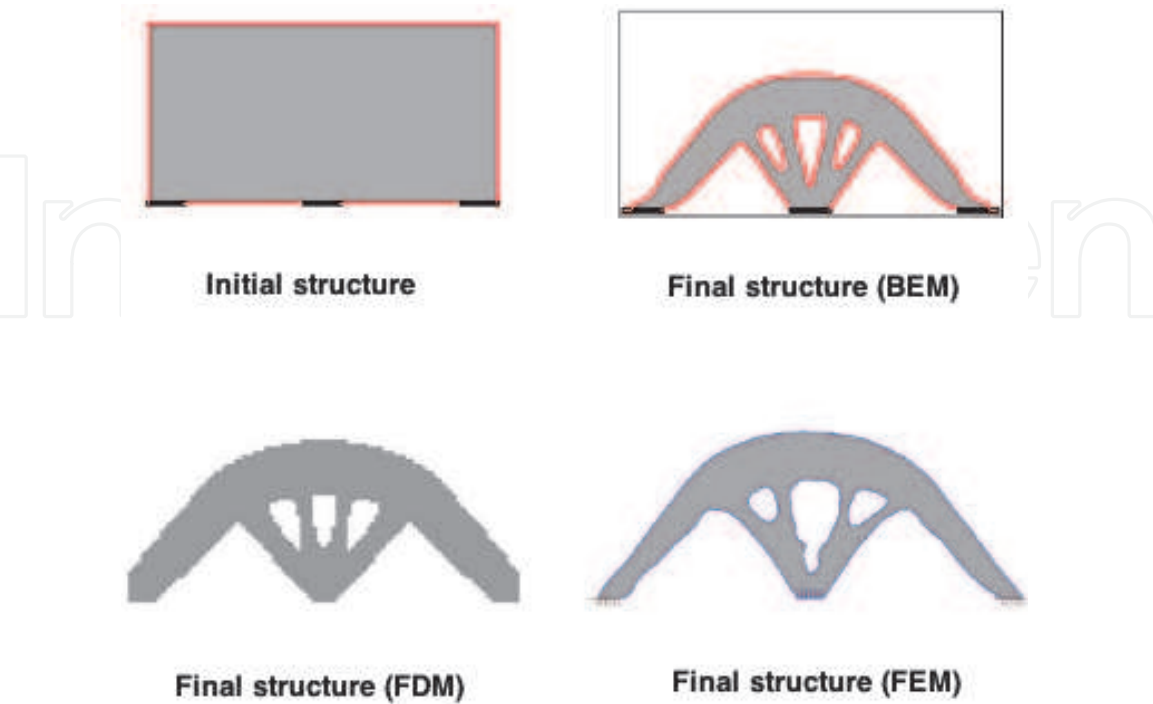 Initial structure
Final structure (BEM)
Final structure (FDM)
Final structure (FEM)